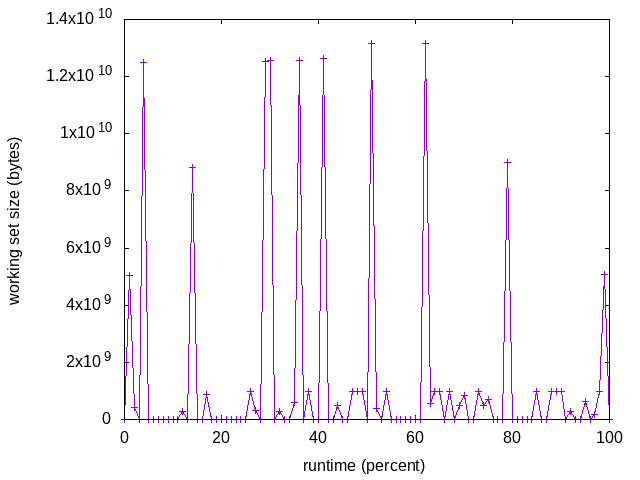 1.4x10 10
1.2x10 10
1x10 10
8x10 9
6x10 9
4x10 9
2x10 9
0
0 20 40 60 80 100
working set size (bytes)
runtime (percent)